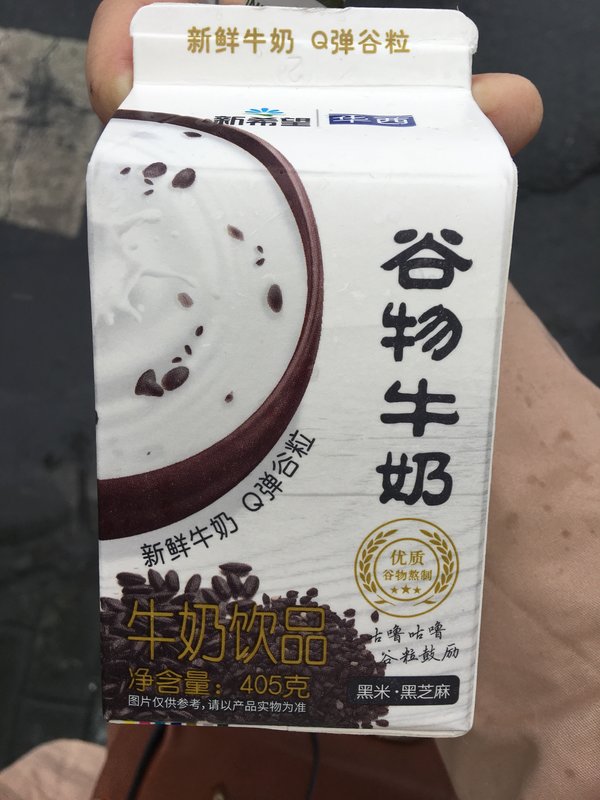 新鲜牛奶 Q弹谷粒
新希望 | 华西
谷物牛奶
新鲜牛奶 Q弹谷粒
优质
谷物熬制
咕噜咕噜
谷粒鼓励
牛奶饮品
净含量：405克
图片仅供参考，请以产品实物为准
黑米·黑芝麻